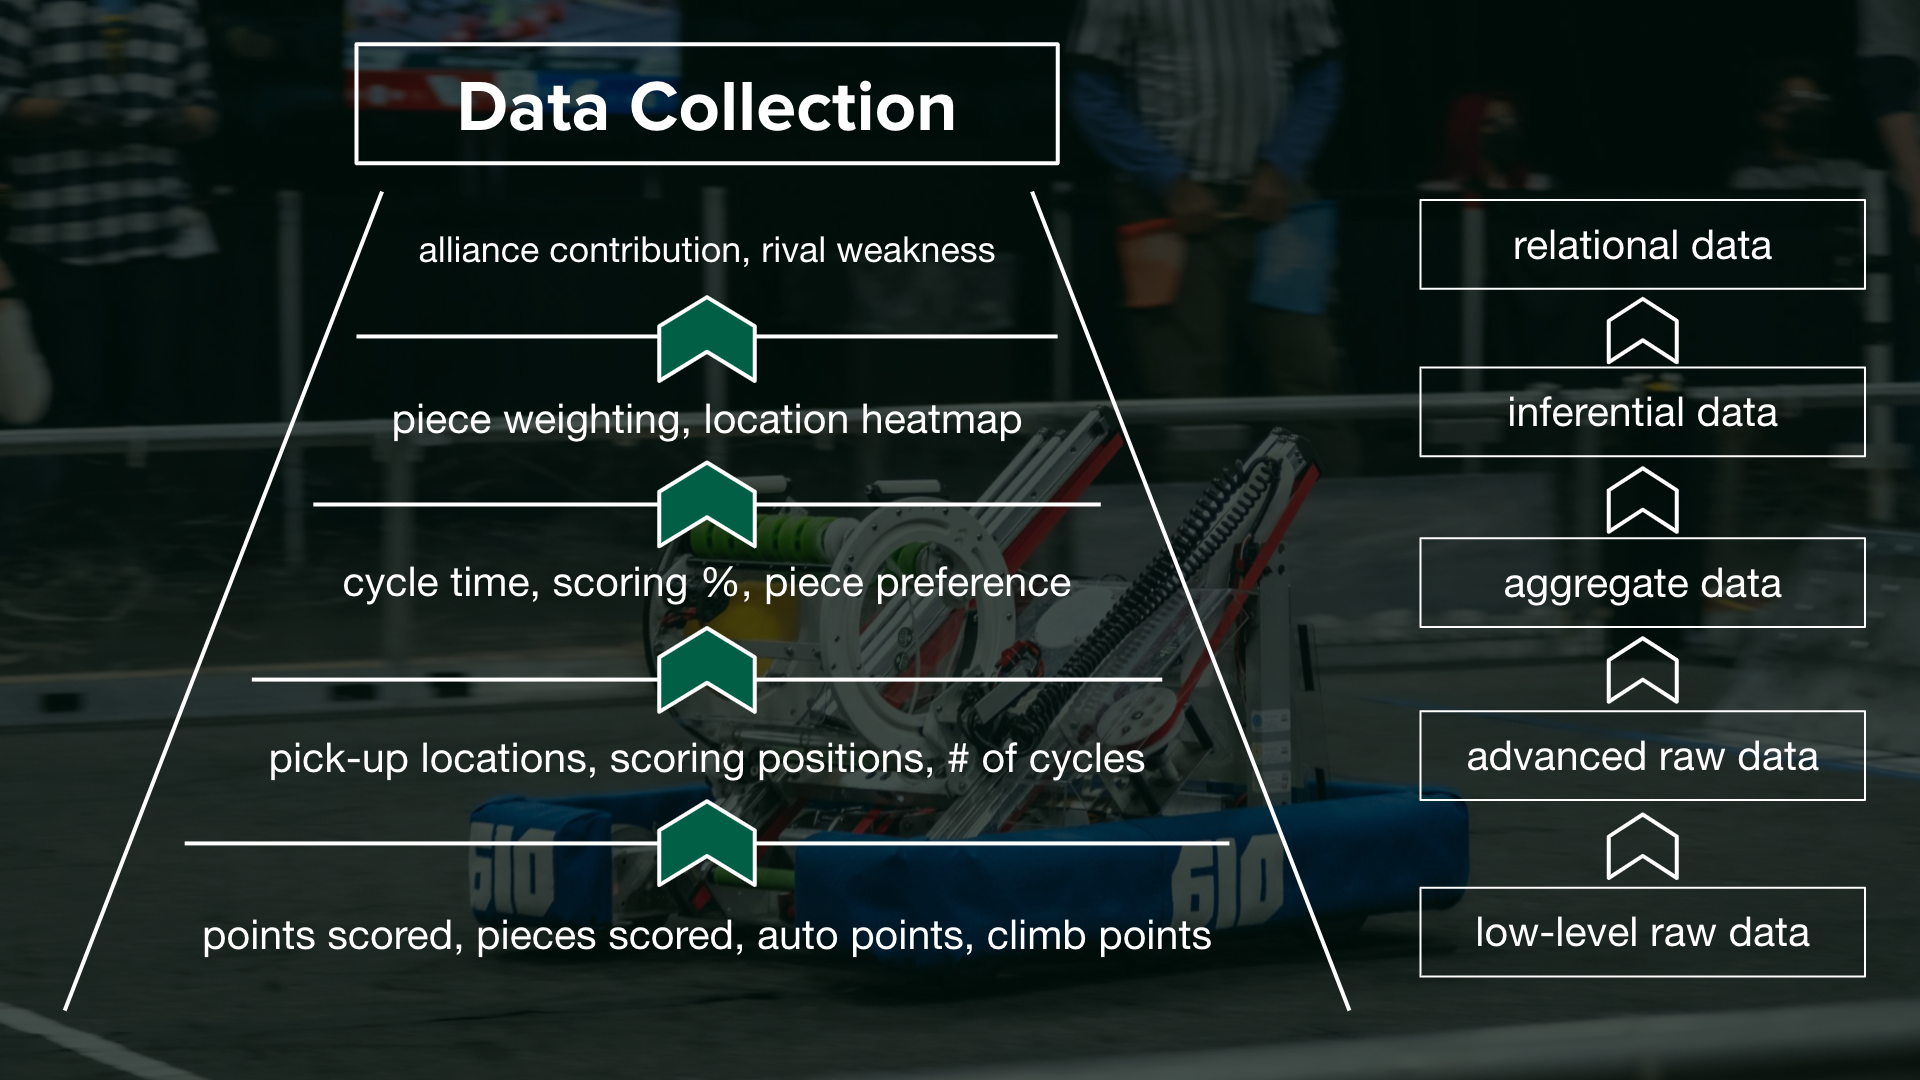 Data Collection
alliance contribution, rival weakness
relational data
piece weighting, location heatmap
inferential data
cycle time, scoring %, piece preference
aggregate data
pick-up locations, scoring positions, # of cycles
advanced raw data
points scored, pieces scored, auto points, climb points
low-level raw data
610
610